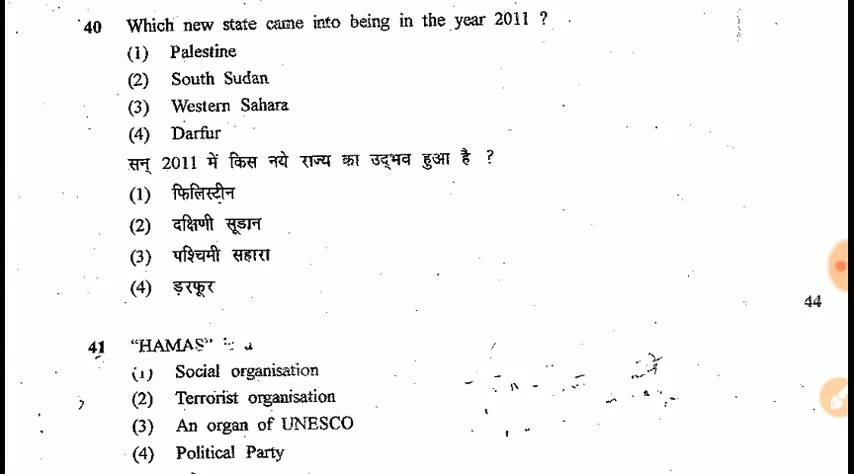 40 Which new state came into being in the year 2011 ?
(1) Palestine
(2) South Sudan
(3) Western Sahara
(4) Darfur
सन् 2011 में किस नये राज्य का उद्भव हुआ है ?
(1) फिलिस्टीन
(2) दक्षिणी सूडान
(3) पश्चिमी सहारा
(4) ड़रफूर
44
41 "HAMAS"
(1) Social organisation
(2) Terrorist organisation
(3) An organ of UNESCO
(4) Political Party